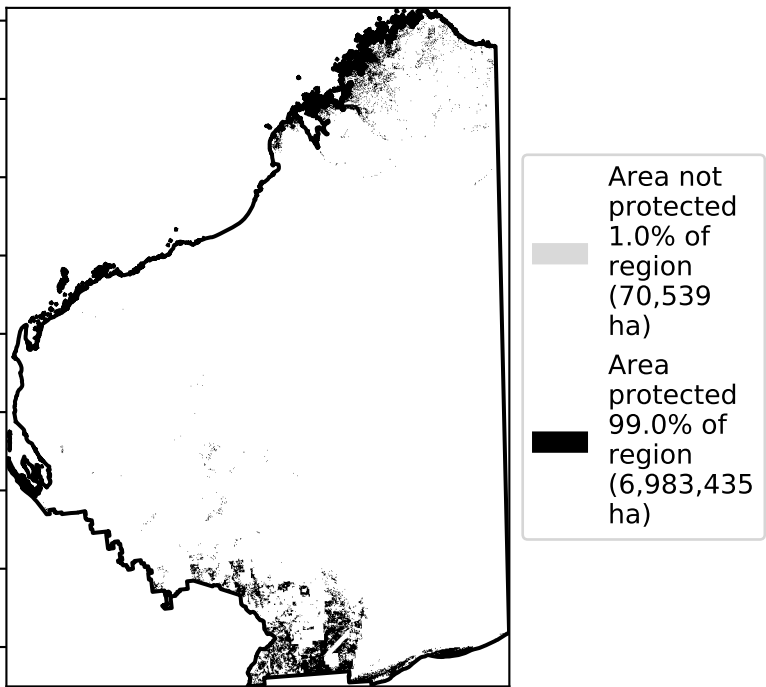 Area not
protected
1.0% of
region
(70,539
ha)
Area
protected
99.0% of
region
(6,983,435
ha)